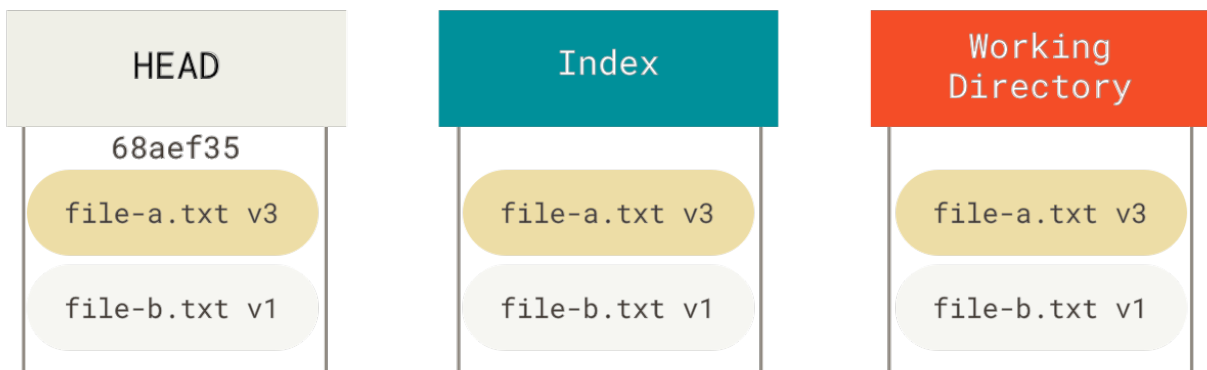 HEAD
68aef35
file-a.txt v3
file-b.txt v1
Index
file-a.txt v3
file-b.txt v1
Working
Directory
file-a.txt v3
file-b.txt v1